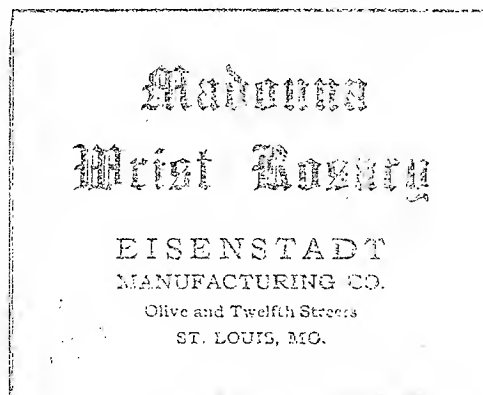 Madonna
Wrist Rosary
EISENSTADT
MANUFACTURING CO.
Olive and Twelfth Streets
ST. LOUIS, MO.